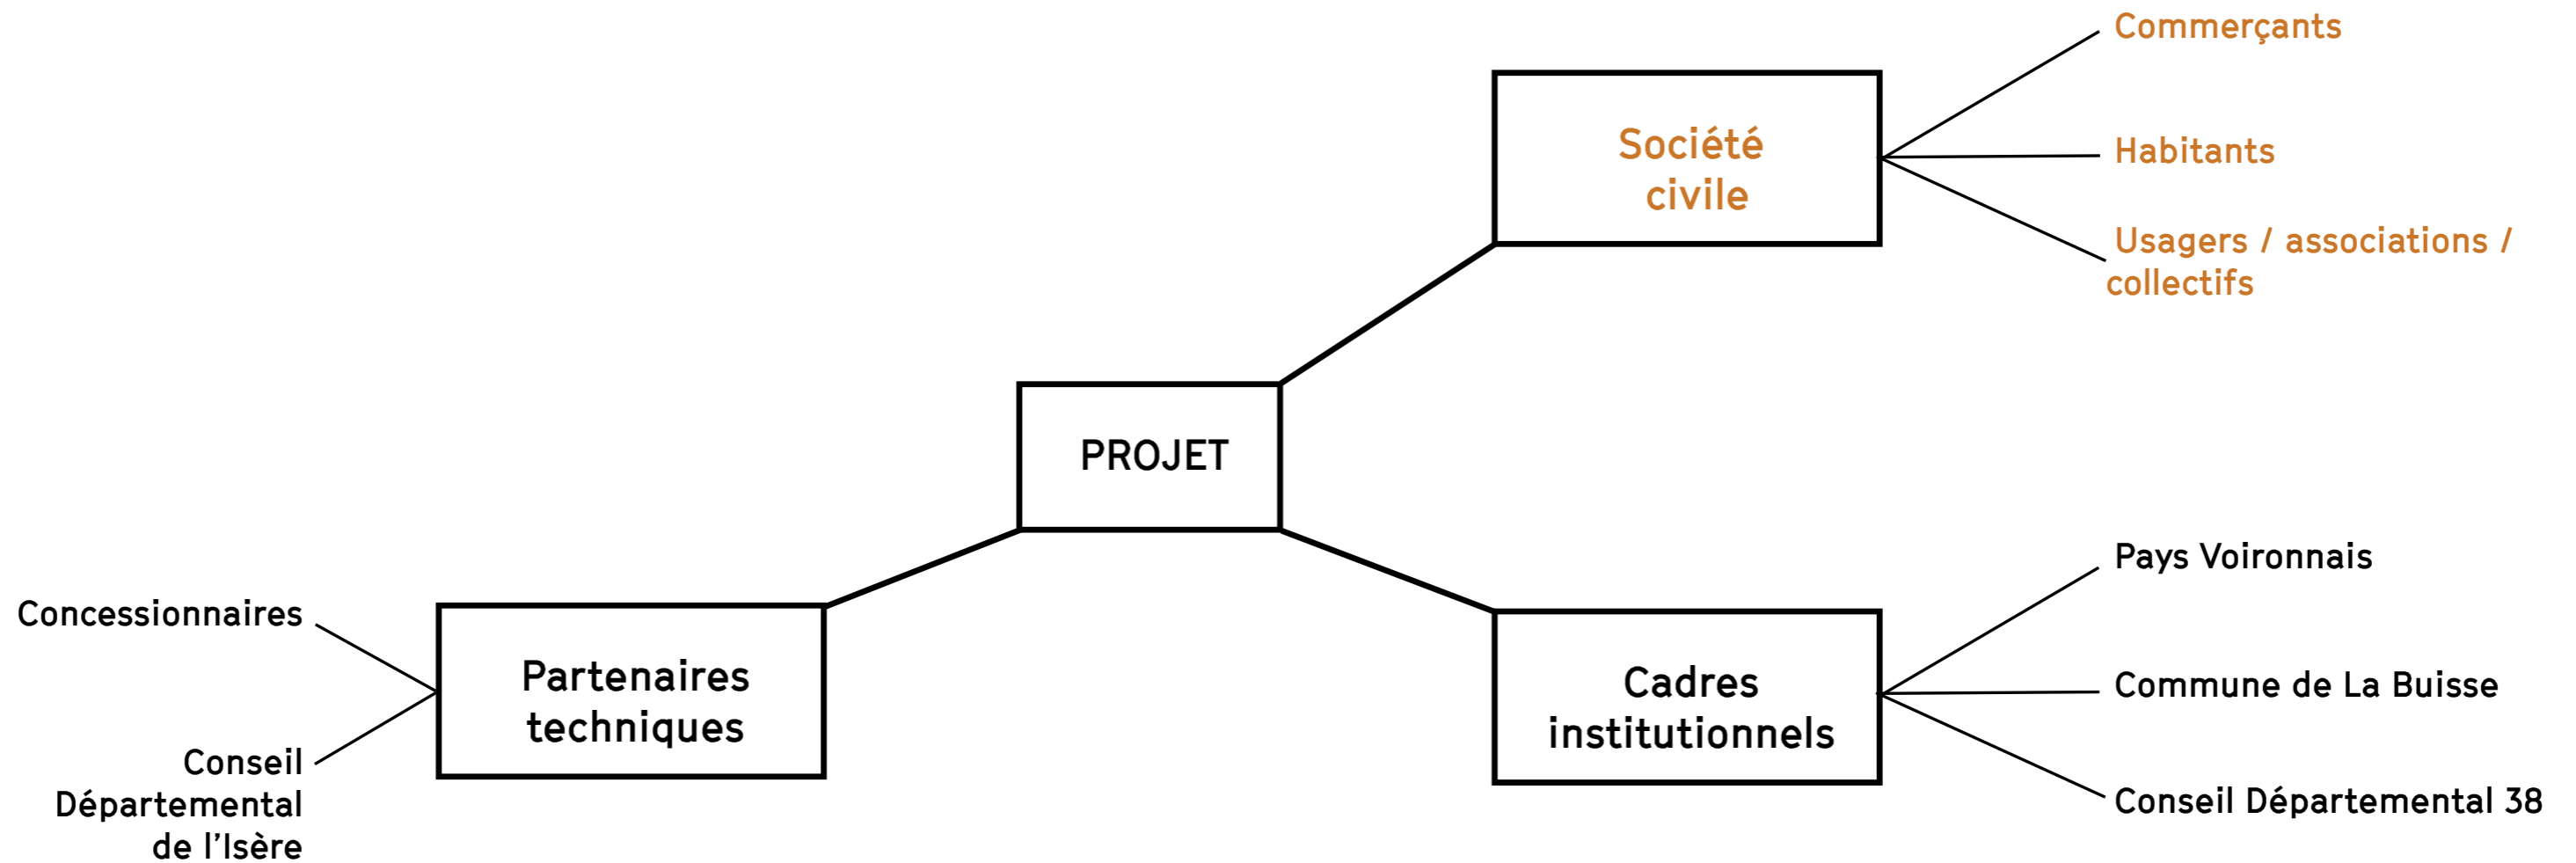 Commerçants
Société
civile
Habitants
Usagers / associations /
collectifs
PROJET
Concessionnaires
Partenaires
techniques
Conseil
Départemental
de l'Isère
Pays Voironnais
Cadres
institutionnels
Commune de La Buisse
Conseil Départemental 38